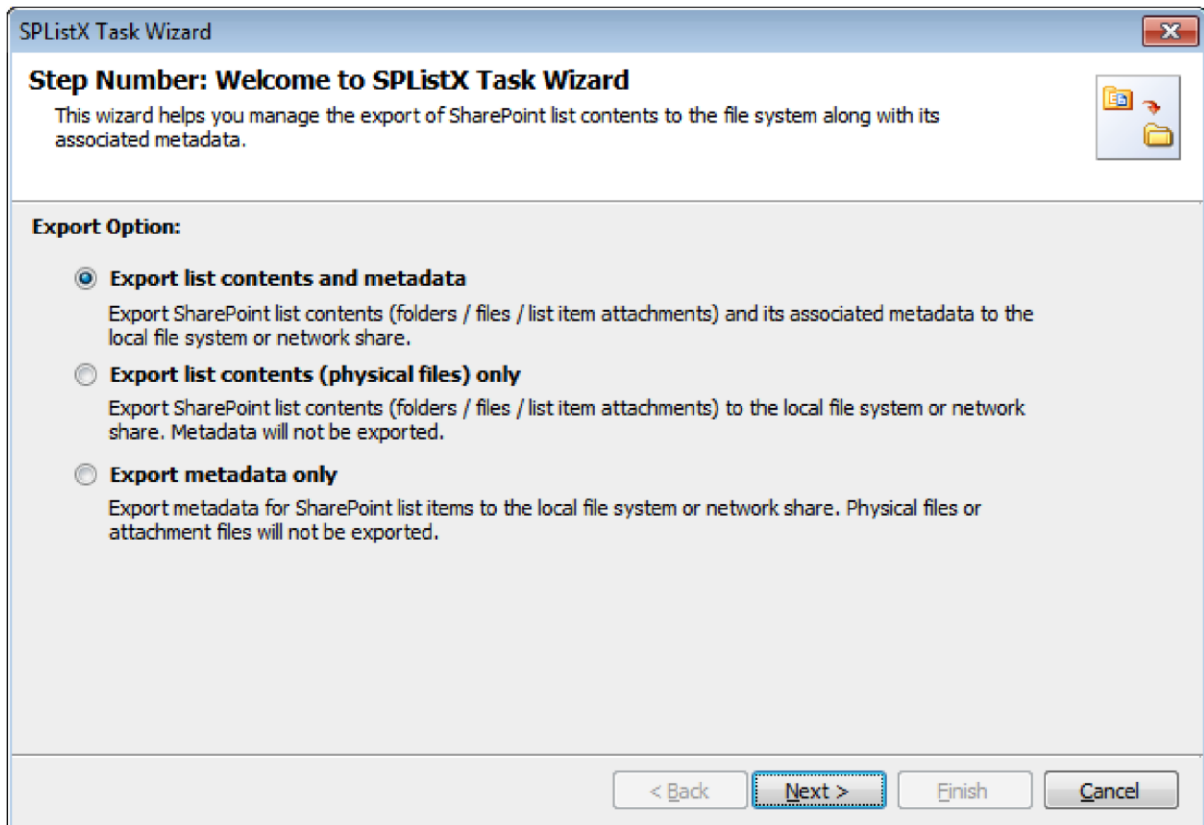 SPListX Task Wizard
Step Number: Welcome to SPListX Task Wizard
This wizard helps you manage the export of SharePoint list contents to the file system along with its
associated metadata.
Export Option:
Export list contents and metadata
Export SharePoint list contents (folders / files / list item attachments) and its associated metadata to the
local file system or network share.
Export list contents (physical files) only
Export SharePoint list contents (folders / files / list item attachments) to the local file system or network
share. Metadata will not be exported.
Export metadata only
Export metadata for SharePoint list items to the local file system or network share. Physical files or
attachment files will not be exported.
< Back Next > Finish Cancel